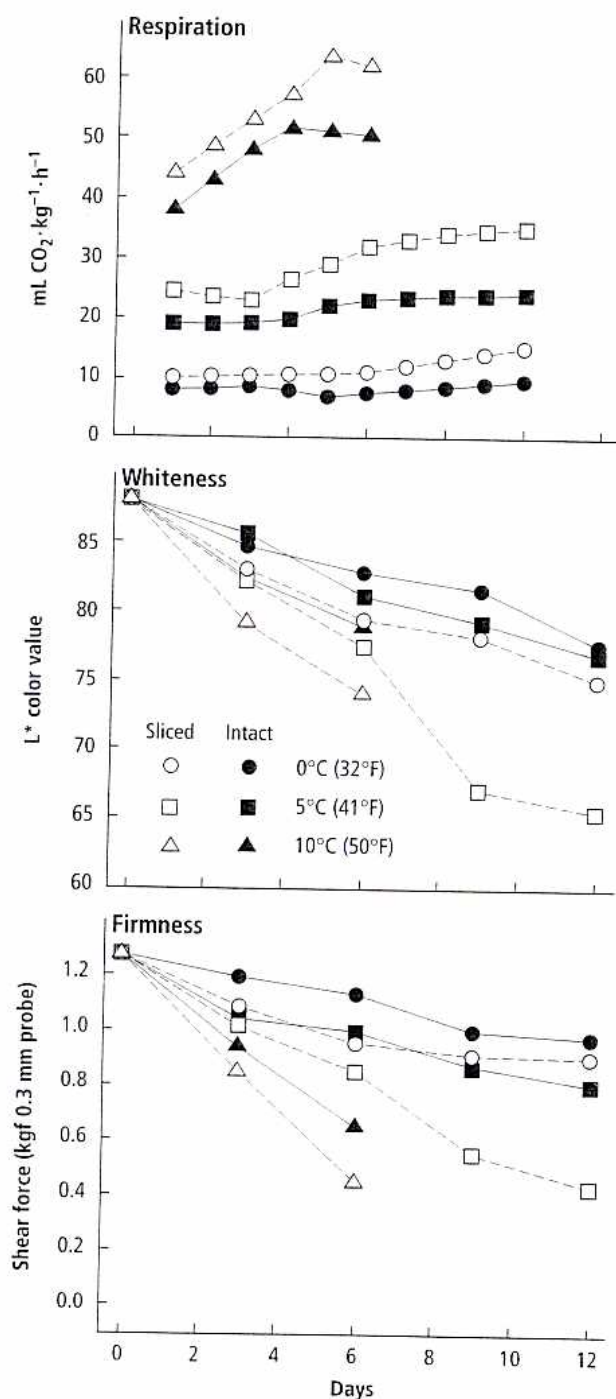 Respiration
60
50
40
30
20
10
0
mL CO₂·kg⁻¹·h⁻¹
Whiteness
85
80
75
70
65
60
L* color value
Sliced Intact
0°C (32°F)
5°C (41°F)
10°C (50°F)
Firmness
1.2
1.0
0.8
0.6
0.4
0.2
0.0
Shear force (kgf 0.3 mm probe)
0 2 4 6 8 10 12
Days